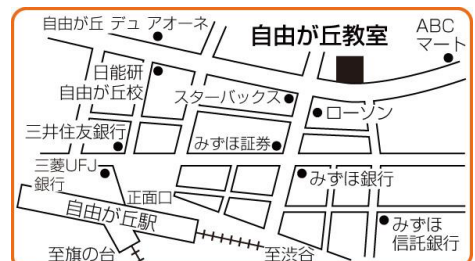 自由が丘 デュ アオーネ
自由が丘教室
ABC
マート
日能研
自由が丘校
スターバックス
ローソン
三井住友銀行
みずほ証券
三菱UFJ
銀行
みずほ銀行
正面口
自由が丘駅
みずほ
信託銀行
至旗の台
至渋谷